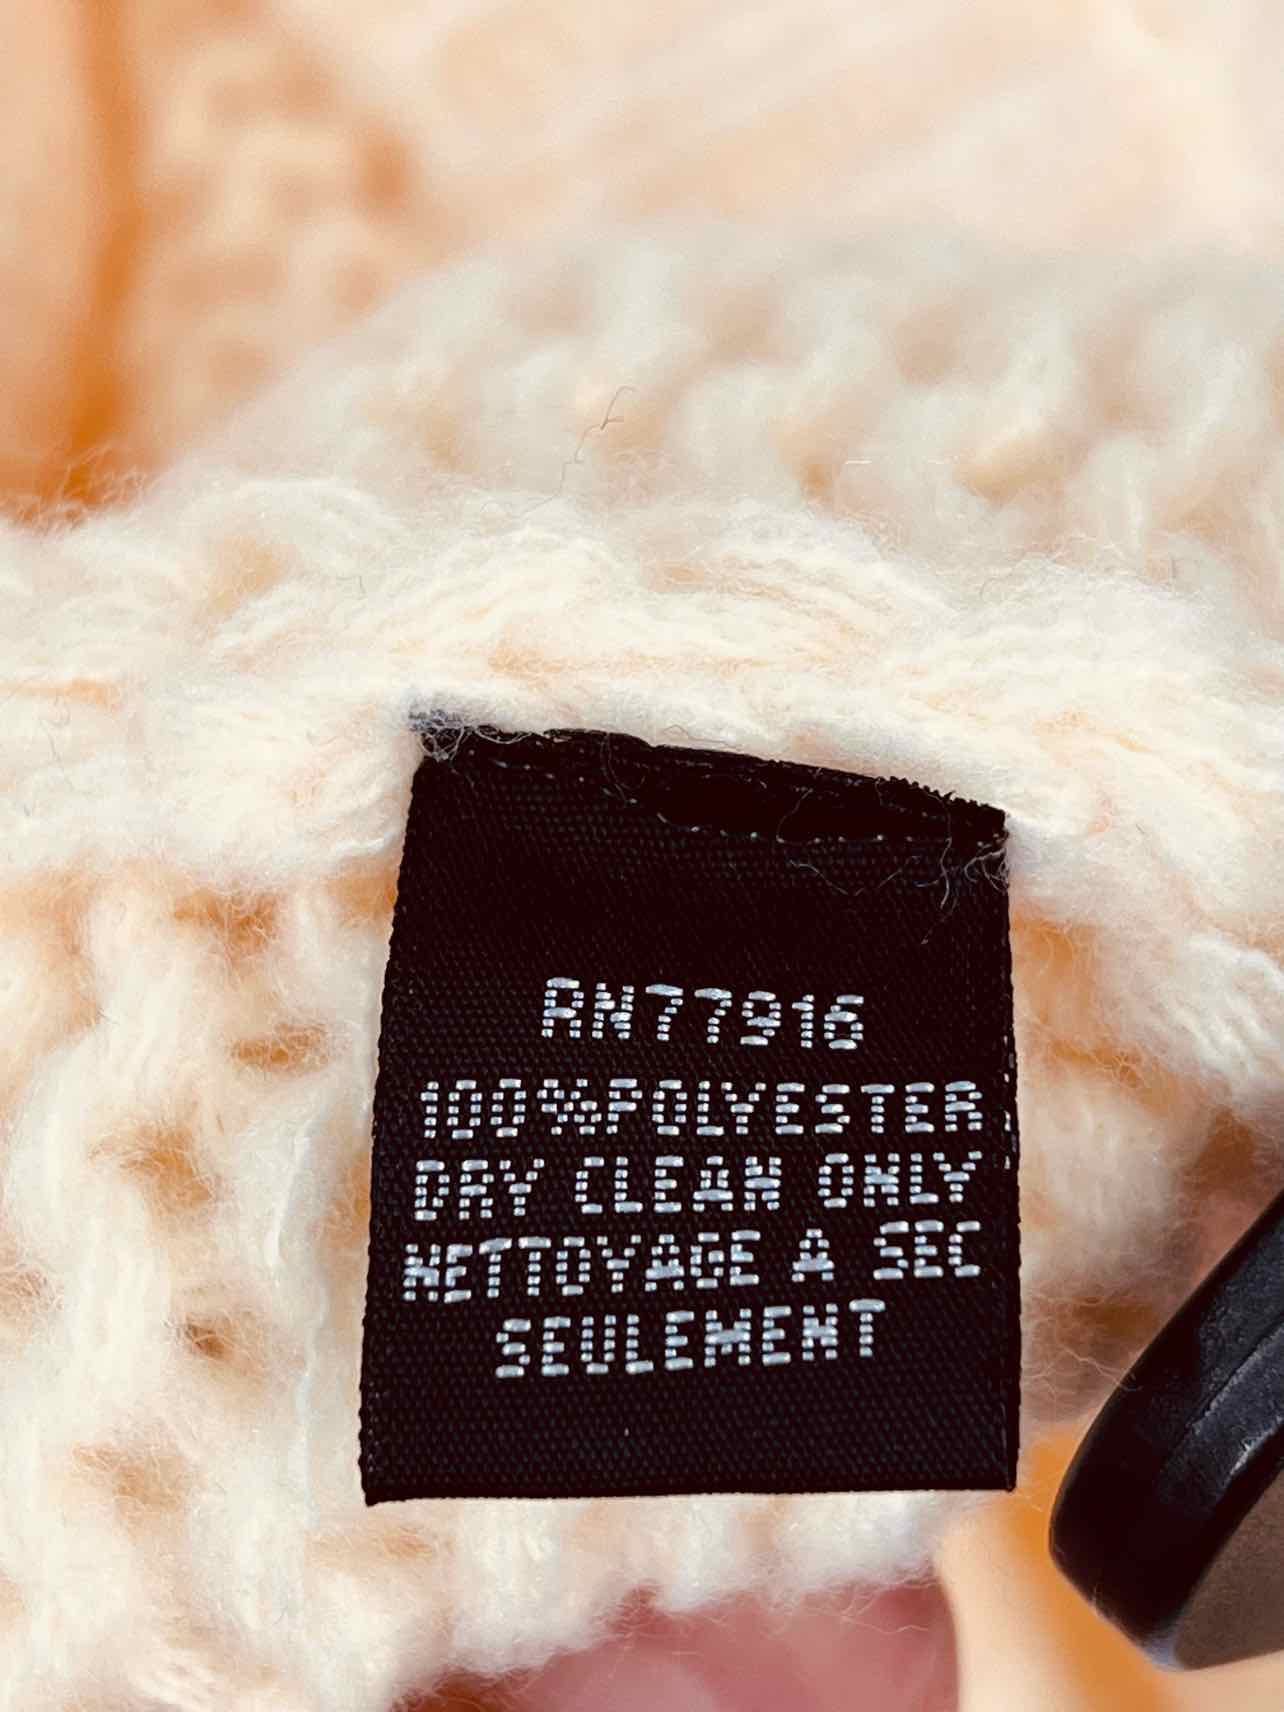 RN77916
100%POLYESTER
DRY CLEAN ONLY
NETTOYAGE A SEC
SEULEMENT